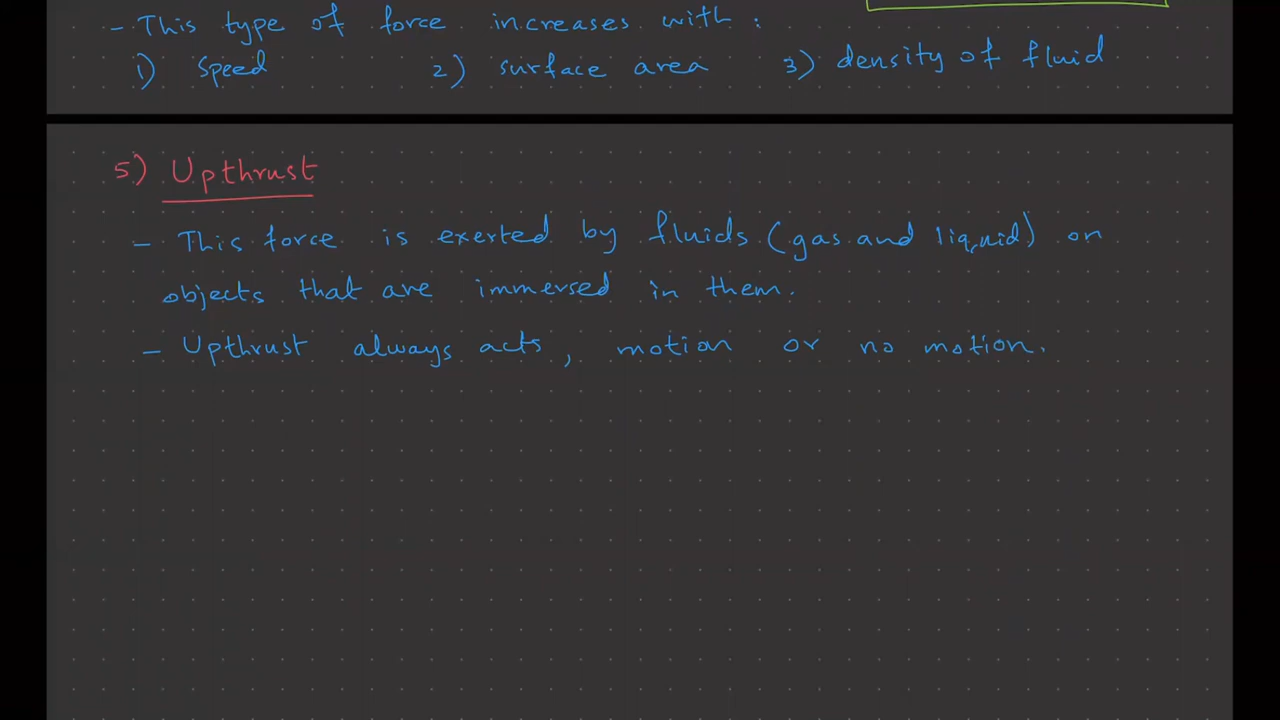 - This type of force increases with :
1) Speed 2) surface area 3) density of fluid
5) Upthrust
- This force is exerted by fluids (gas and liquid) on
objects that are immersed in them.
- Upthrust always acts, motion or no motion.